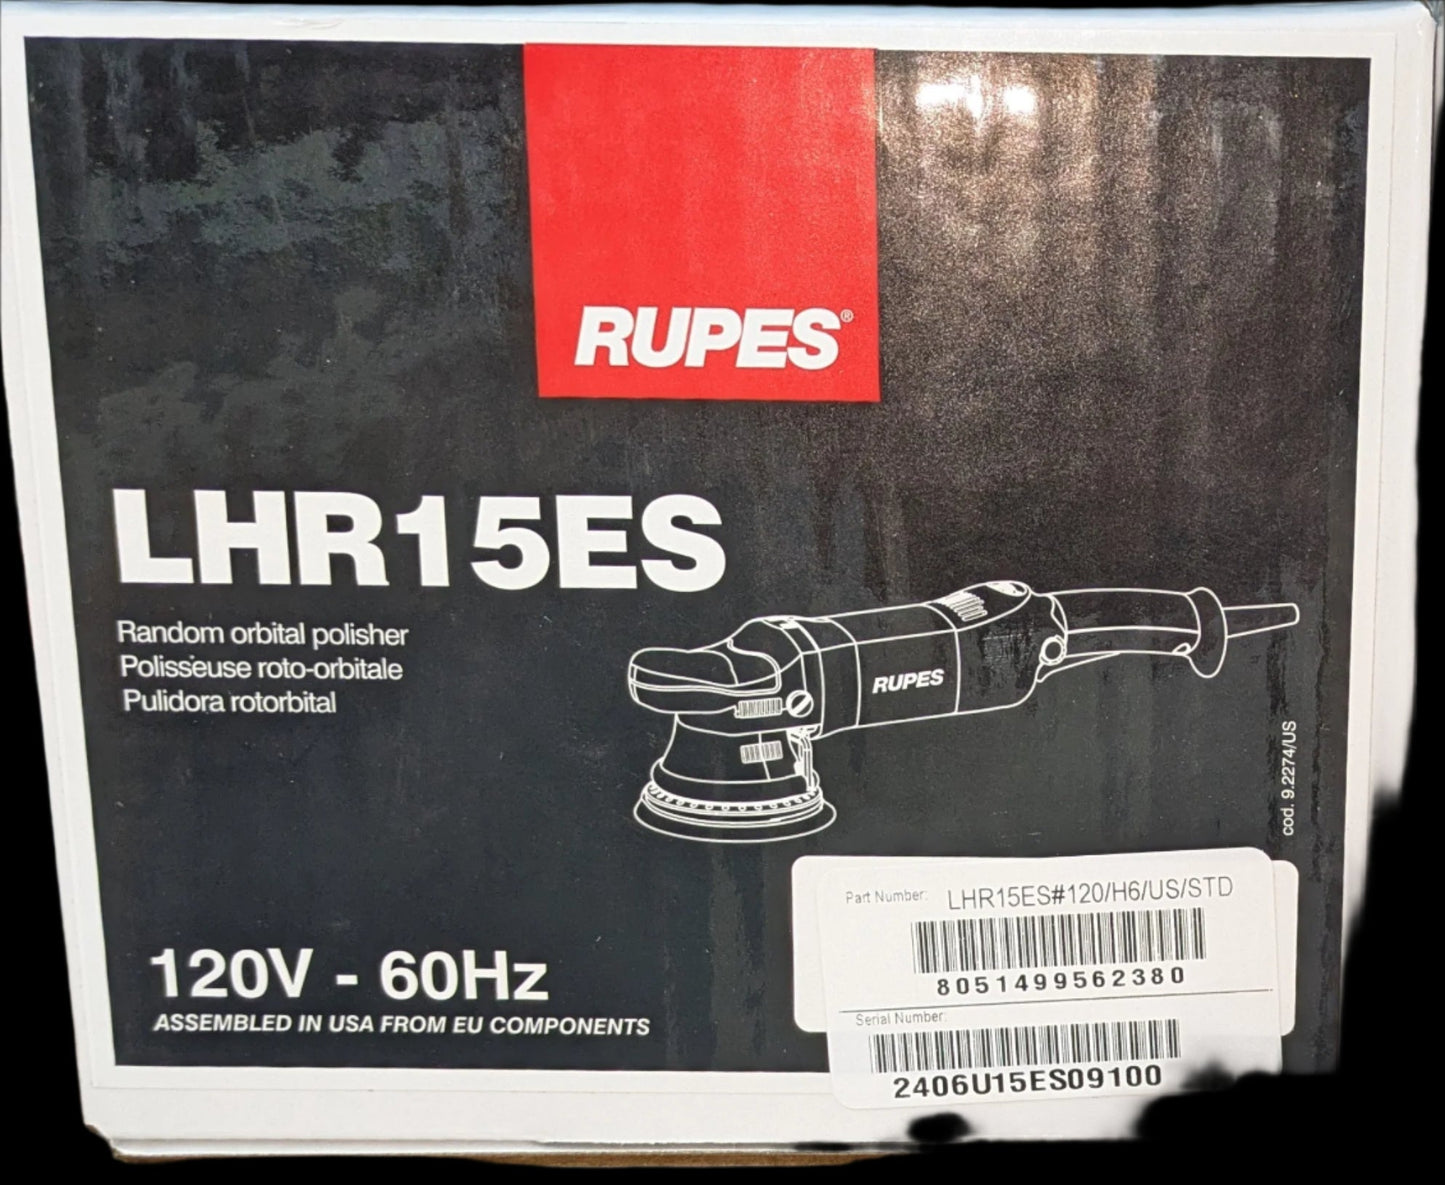 RUPES®
LHR15ES
Random orbital polisher
Polisseuse roto-orbitale
Pulidora rotorbital
RUPES
cod. 9.2274/US
Part Number: LHR15ES#120/H6/US/STD
8051499562380
Serial Number:
2406U15ES09100
120V - 60Hz
ASSEMBLED IN USA FROM EU COMPONENTS